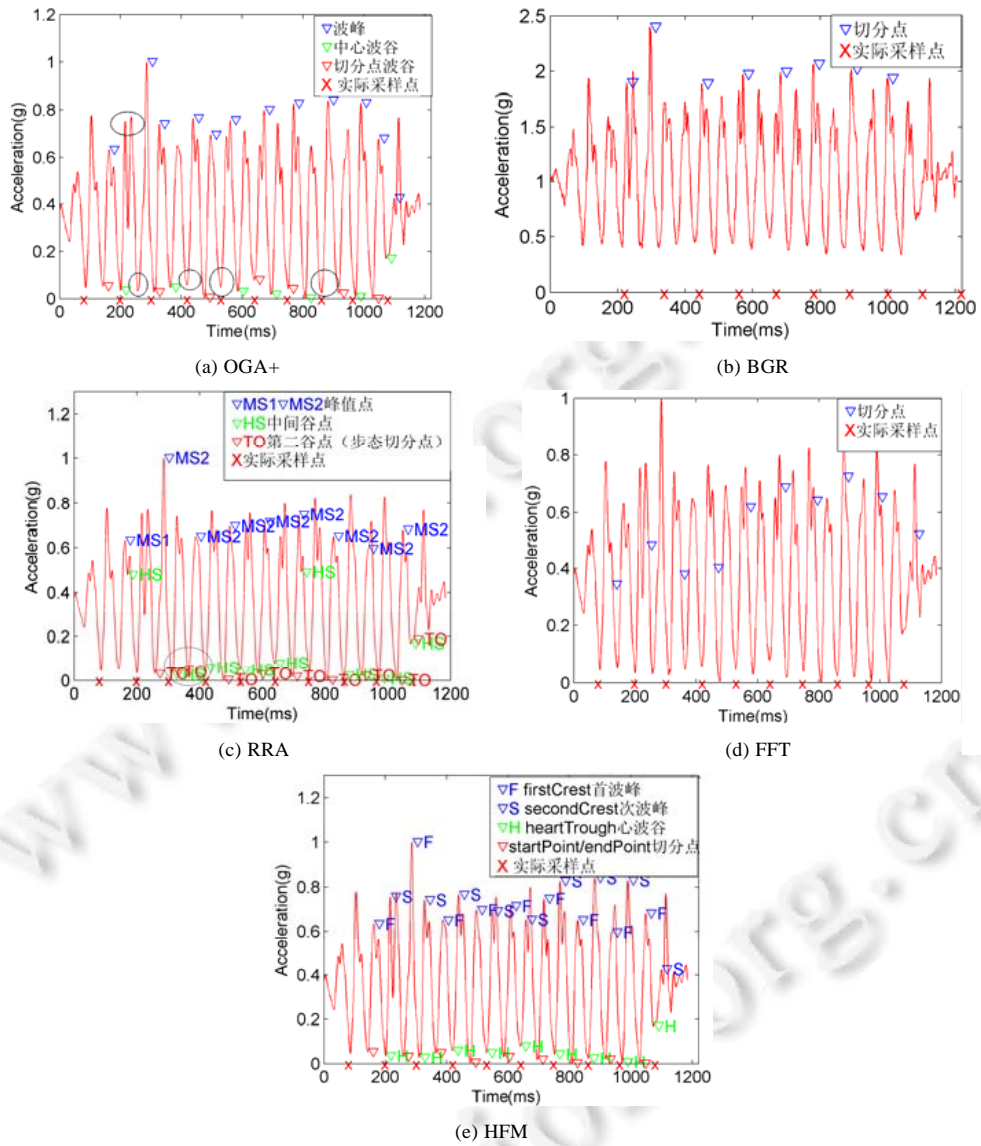 1.2
1
0.8
0.6
0.4
0.2
0
0 200 400 600 800 1000 1200
Acceleration(g)
Time(ms)
波峰
中心波谷
切分点波谷
实际采样点
(a) OGA+
2.5
2
1.5
1
0.5
0
0 200 400 600 800 1000 1200
Acceleration(g)
Time(ms)
切分点
实际采样点
(b) BGR
1.2
1
0.8
0.6
0.4
0.2
0
0 200 400 600 800 1000 1200
Acceleration(g)
Time(ms)
MS1 MS2峰值点
HS中间谷点
TO第二谷点（步态切分点）
实际采样点
MS2
MS1
MS2
MS2
MS2
MS2
MS2
MS2
MS2
HS
HS
TO
HS
HS
TO
TO
(c) RRA
1
0.8
0.6
0.4
0.2
0
0 200 400 600 800 1000 1200
Acceleration(g)
Time(ms)
切分点
实际采样点
(d) FFT
1.2
1
0.8
0.6
0.4
0.2
0
0 200 400 600 800 1000 1200
Acceleration(g)
Time(ms)
F firstCrest首波峰
S secondCrest次波峰
H heartTrough心波谷
startPoint/endPoint切分点
实际采样点
F
F S S F S F S F S F S F S F S F S
H H H H H H H H H
(e) HFM